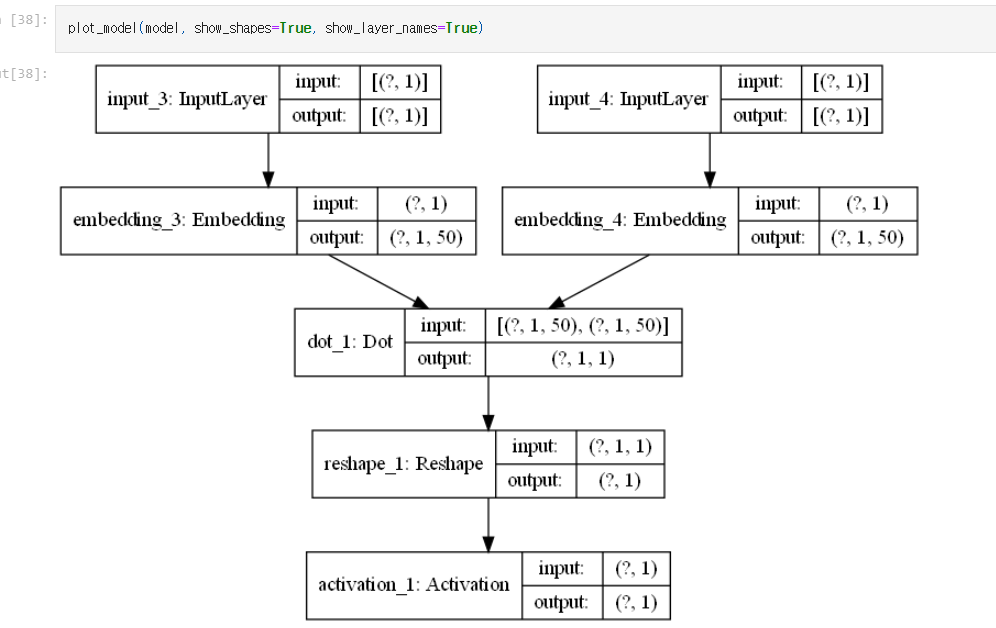 [38]:
plot_model(model, show_shapes=True, show_layer_names=True)
t[38]:
input_3: InputLayer
input: [(?, 1)]
output: [(?, 1)]
input_4: InputLayer
input: [(?, 1)]
output: [(?, 1)]
embedding_3: Embedding
input: (?, 1)
output: (?, 1, 50)
embedding_4: Embedding
input: (?, 1)
output: (?, 1, 50)
dot_1: Dot
input: [(?, 1, 50), (?, 1, 50)]
output: (?, 1, 1)
reshape_1: Reshape
input: (?, 1, 1)
output: (?, 1)
activation_1: Activation
input: (?, 1)
output: (?, 1)